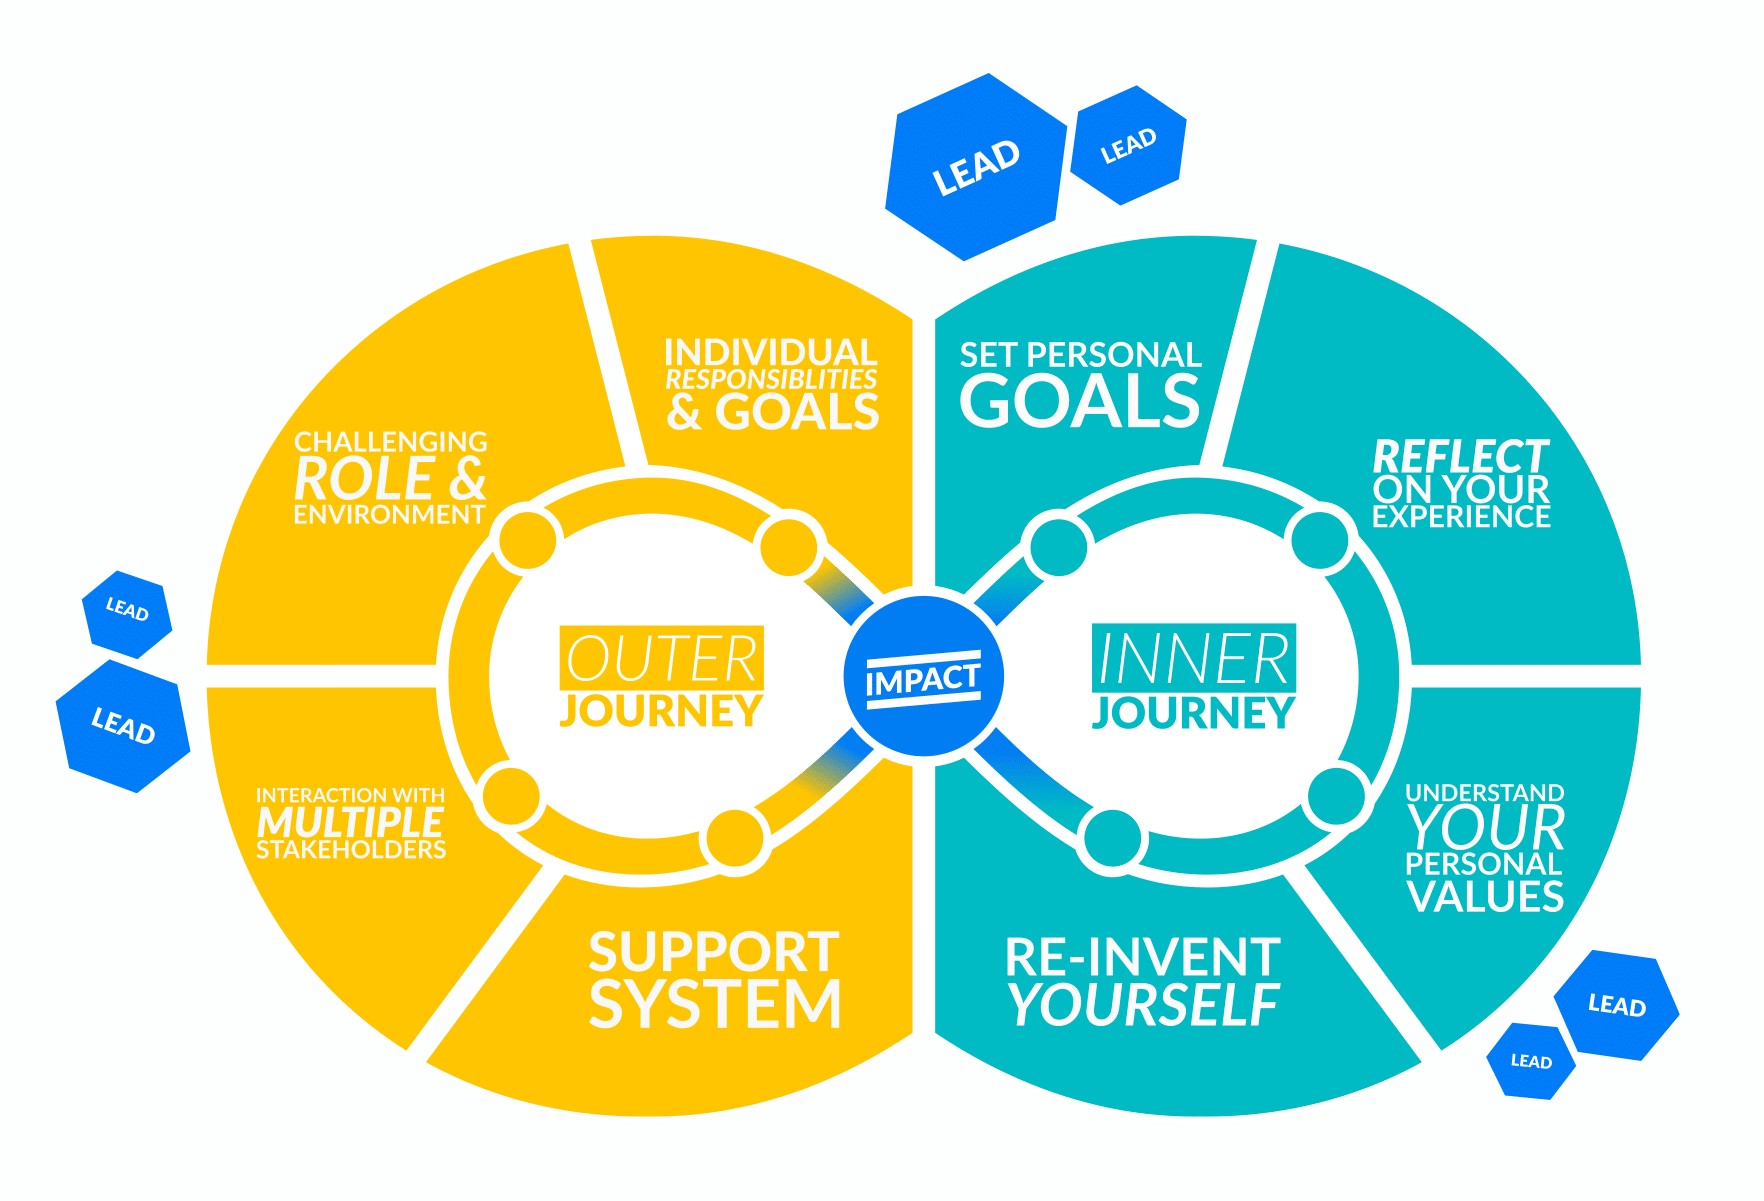 LEAD
LEAD
INDIVIDUAL
RESPONSIBLITIES
& GOALS
SET PERSONAL
GOALS
CHALLENGING
ROLE &
ENVIRONMENT
REFLECT
ON YOUR
EXPERIENCE
LEAD
LEAD
OUTER
JOURNEY
IMPACT
INNER
JOURNEY
INTERACTION WITH
MULTIPLE
STAKEHOLDERS
UNDERSTAND
YOUR
PERSONAL
VALUES
SUPPORT
SYSTEM
RE-INVENT
YOURSELF
LEAD
LEAD